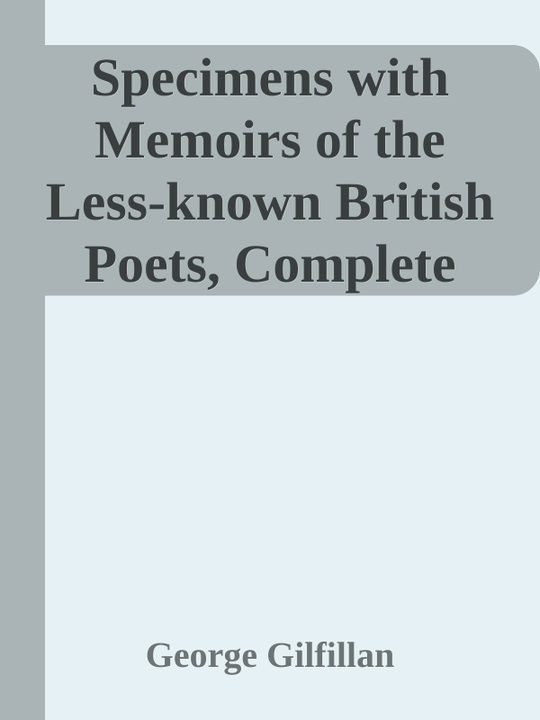 Specimens with
Memoirs of the
Less-known British
Poets, Complete
George Gilfillan